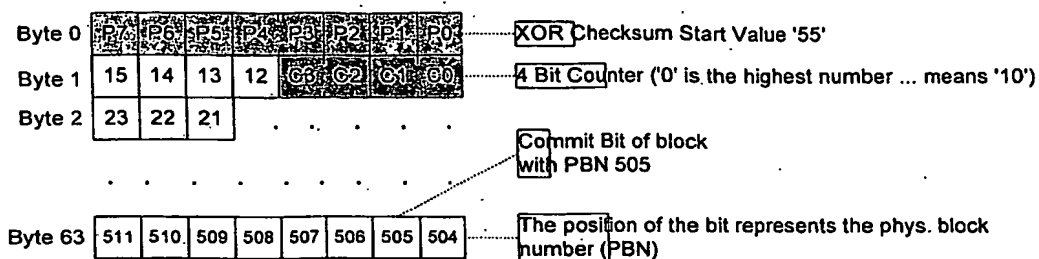 Byte 0 P7 P6 P5 P4 P3 P2 P1 P0 XOR Checksum Start Value '55'
Byte 1 15 14 13 12 C3 C2 C1 C0 4 Bit Counter ('0' is the highest number ... means '10')
Byte 2 23 22 21 . . . . .
Commit Bit of block
with PBN 505
. . . . . . . .
Byte 63 511 510 509 508 507 506 505 504 The position of the bit represents the phys. block
number (PBN)